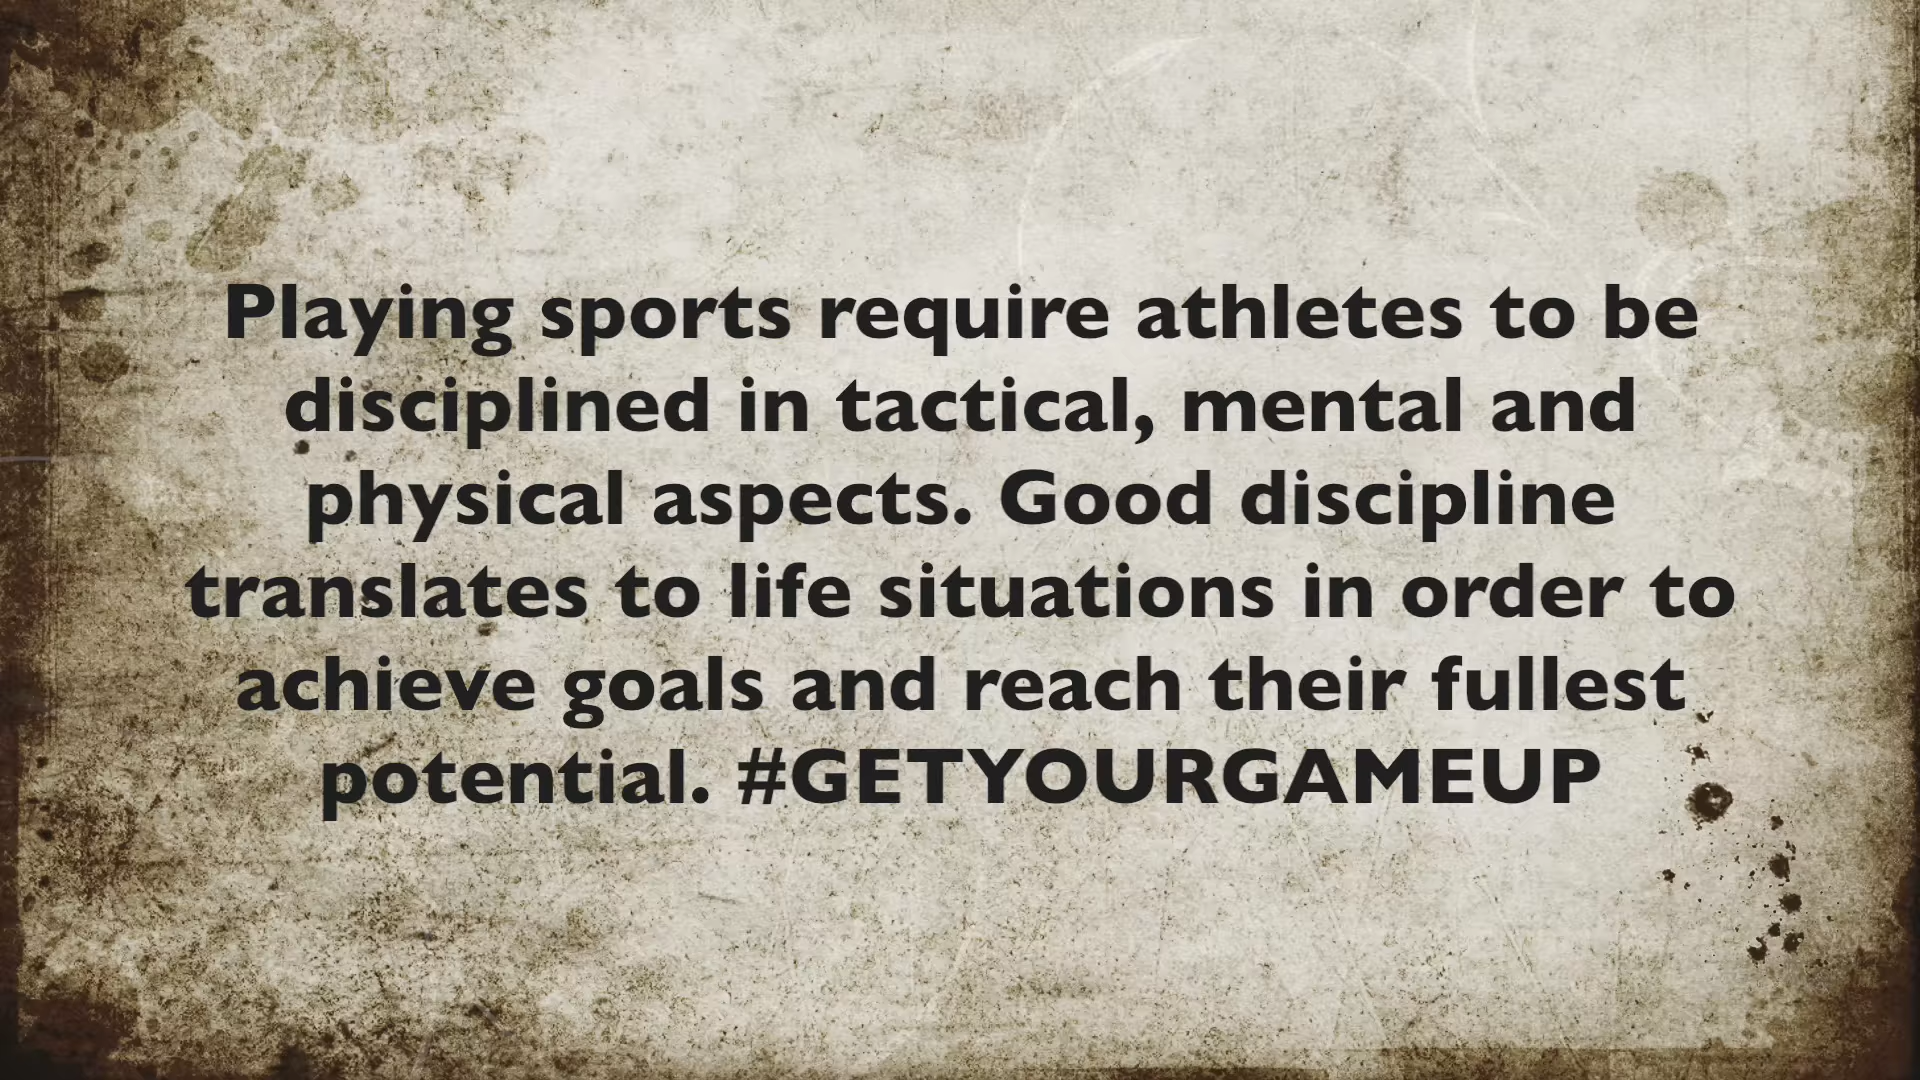 Playing sports require athletes to be
disciplined in tactical, mental and
physical aspects. Good discipline
translates to life situations in order to
achieve goals and reach their fullest
potential. #GETYOURGAMEUP